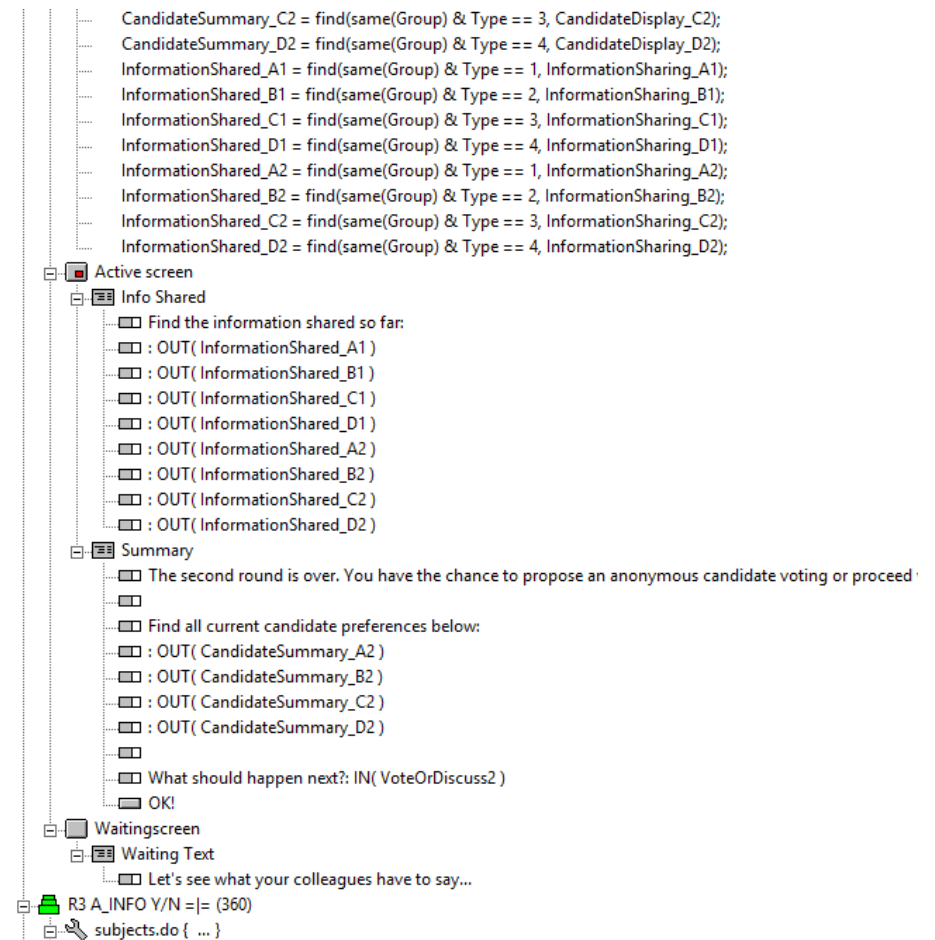 CandidateSummary_C2 = find(same(Group) & Type == 3, CandidateDisplay_C2);
CandidateSummary_D2 = find(same(Group) & Type == 4, CandidateDisplay_D2);
InformationShared_A1 = find(same(Group) & Type == 1, InformationSharing_A1);
InformationShared_B1 = find(same(Group) & Type == 2, InformationSharing_B1);
InformationShared_C1 = find(same(Group) & Type == 3, InformationSharing_C1);
InformationShared_D1 = find(same(Group) & Type == 4, InformationSharing_D1);
InformationShared_A2 = find(same(Group) & Type == 1, InformationSharing_A2);
InformationShared_B2 = find(same(Group) & Type == 2, InformationSharing_B2);
InformationShared_C2 = find(same(Group) & Type == 3, InformationSharing_C2);
InformationShared_D2 = find(same(Group) & Type == 4, InformationSharing_D2);
Active screen
Info Shared
Find the information shared so far:
: OUT( InformationShared_A1 )
: OUT( InformationShared_B1 )
: OUT( InformationShared_C1 )
: OUT( InformationShared_D1 )
: OUT( InformationShared_A2 )
: OUT( InformationShared_B2 )
: OUT( InformationShared_C2 )
: OUT( InformationShared_D2 )
Summary
The second round is over. You have the chance to propose an anonymous candidate voting or proceed
Find all current candidate preferences below:
: OUT( CandidateSummary_A2 )
: OUT( CandidateSummary_B2 )
: OUT( CandidateSummary_C2 )
: OUT( CandidateSummary_D2 )
What should happen next?: IN( VoteOrDiscuss2 )
OK!
Waitingscreen
Waiting Text
Let's see what your colleagues have to say...
R3 A_INFO Y/N =|= (360)
subjects.do { ... }